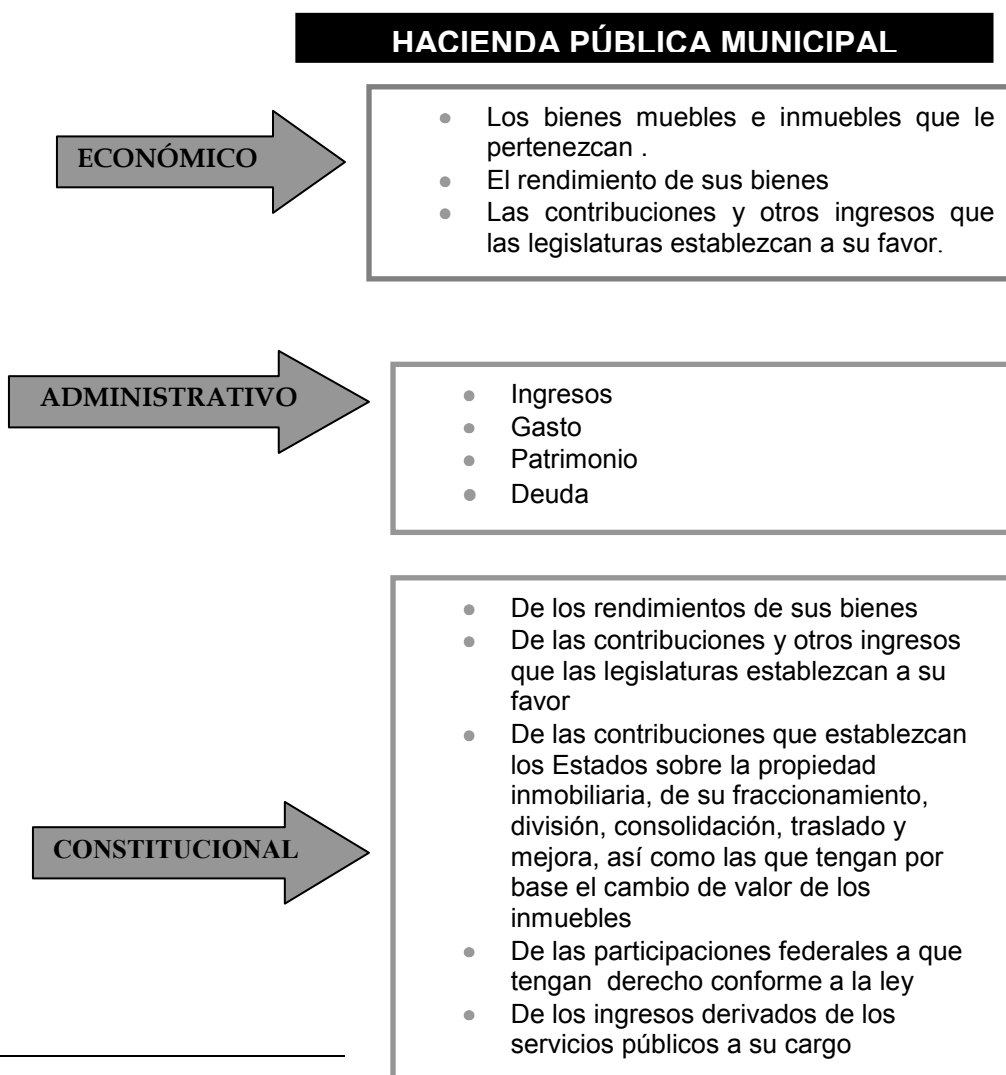 HACIENDA PÚBLICA MUNICIPAL
ECONÓMICO
• Los bienes muebles e inmuebles que le
pertenezcan .
• El rendimiento de sus bienes
• Las contribuciones y otros ingresos que
las legislaturas establezcan a su favor.
ADMINISTRATIVO
• Ingresos
• Gasto
• Patrimonio
• Deuda
CONSTITUCIONAL
• De los rendimientos de sus bienes
• De las contribuciones y otros ingresos
que las legislaturas establezcan a su
favor
• De las contribuciones que establezcan
los Estados sobre la propiedad
inmobiliaria, de su fraccionamiento,
división, consolidación, traslado y
mejora, así como las que tengan por
base el cambio de valor de los
inmuebles
• De las participaciones federales a que
tengan derecho conforme a la ley
• De los ingresos derivados de los
servicios públicos a su cargo